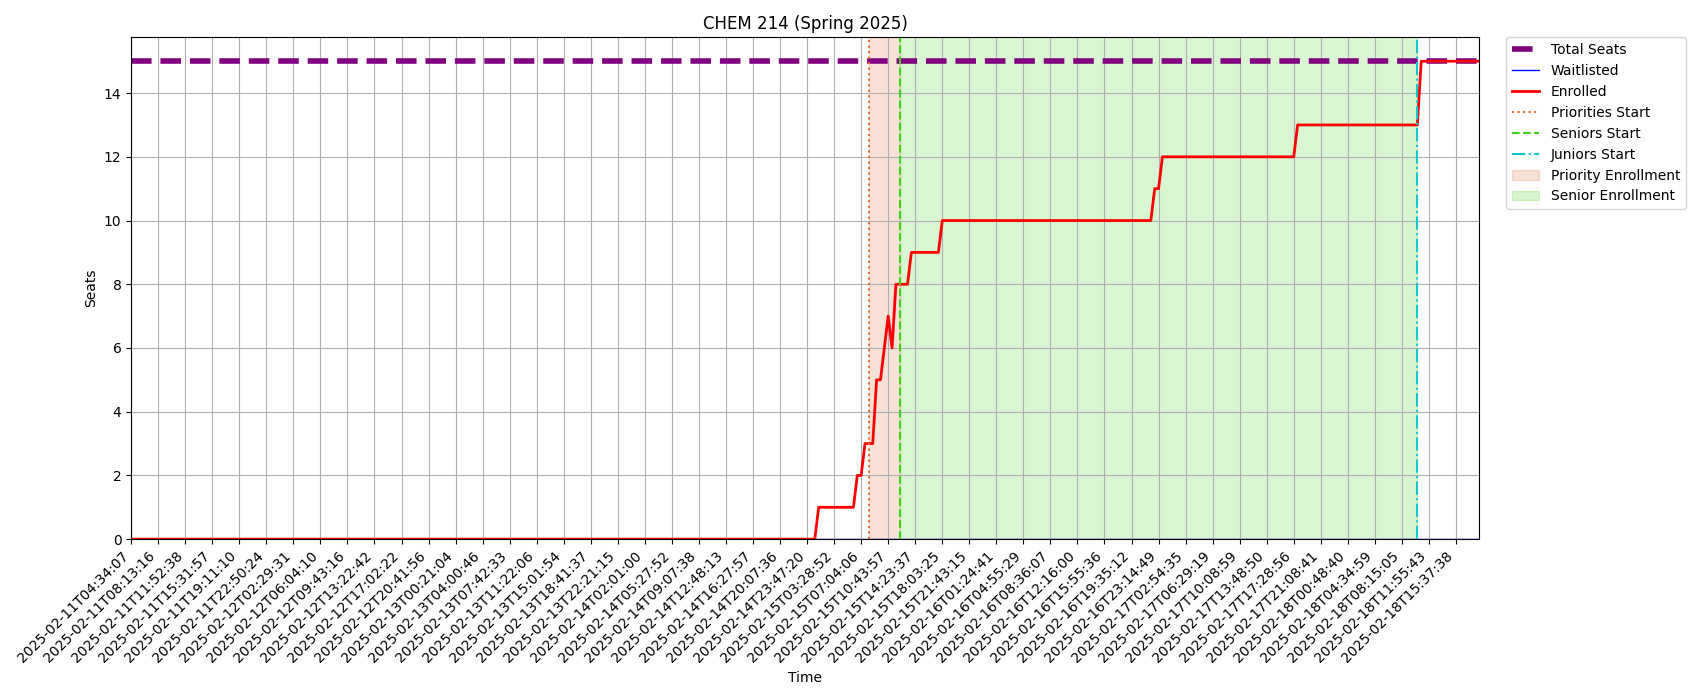 CHEM 214 (Spring 2025)
Total Seats
Waitlisted
Enrolled
Priorities Start
Seniors Start
Juniors Start
Priority Enrollment
Senior Enrollment
Seats
14
12
10
8
6
4
2
0
2025-02-11T04:34:07
2025-02-11T08:13:16
2025-02-11T11:52:38
2025-02-11T15:31:57
2025-02-11T19:11:10
2025-02-11T22:50:24
2025-02-12T02:29:31
2025-02-12T06:04:10
2025-02-12T09:43:16
2025-02-12T13:22:42
2025-02-12T17:02:22
2025-02-12T20:41:56
2025-02-13T00:21:04
2025-02-13T04:00:46
2025-02-13T07:42:33
2025-02-13T11:22:06
2025-02-13T15:01:54
2025-02-13T18:41:37
2025-02-13T22:21:15
2025-02-14T02:01:00
2025-02-14T05:27:52
2025-02-14T09:07:38
2025-02-14T12:48:13
2025-02-14T16:27:57
2025-02-14T20:07:36
2025-02-14T23:47:20
2025-02-15T03:28:52
2025-02-15T07:04:06
2025-02-15T10:43:57
2025-02-15T14:23:37
2025-02-15T18:03:25
2025-02-15T21:43:15
2025-02-16T01:24:41
2025-02-16T04:55:29
2025-02-16T08:36:07
2025-02-16T12:16:00
2025-02-16T15:55:36
2025-02-16T19:35:12
2025-02-16T23:14:49
2025-02-17T02:54:35
2025-02-17T06:29:19
2025-02-17T10:08:59
2025-02-17T13:48:50
2025-02-17T17:28:56
2025-02-17T21:08:41
2025-02-18T00:48:40
2025-02-18T04:34:59
2025-02-18T08:15:05
2025-02-18T11:55:43
2025-02-18T15:37:38
Time